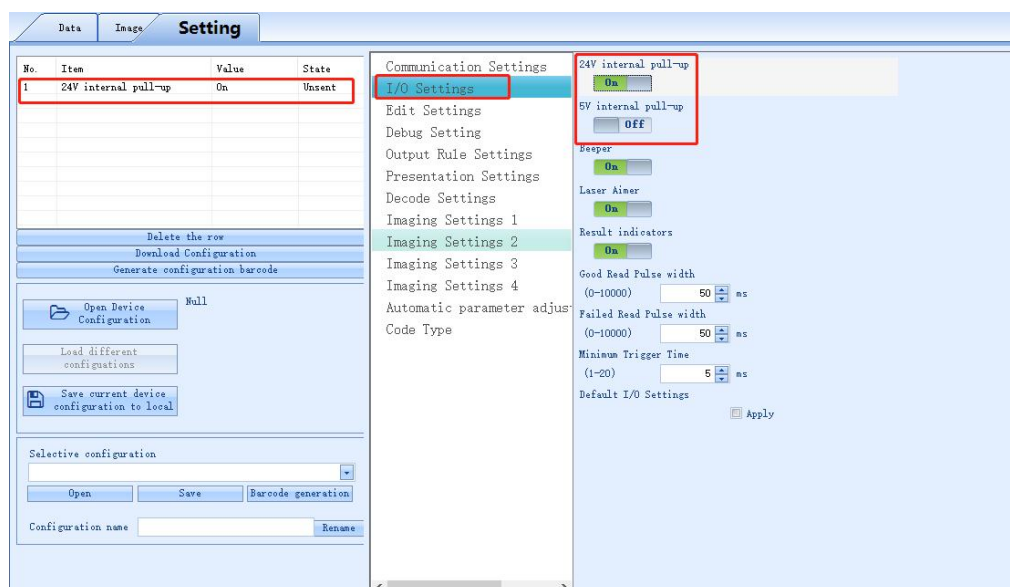 Data Image Setting
No. Item Value State
1 24V internal pull-up On Unsent
Delete the row
Download Configuration
Generate configuration barcode
Open Device
Configuration
Null
Load different
configuations
Save current device
configuration to local
Selective configuration
Open Save Barcode generation
Configuration name Rename
Communication Settings
I/O Settings
Edit Settings
Debug Setting
Output Rule Settings
Presentation Settings
Decode Settings
Imaging Settings 1
Imaging Settings 2
Imaging Settings 3
Imaging Settings 4
Automatic parameter adjus
Code Type
24V internal pull-up
On
5V internal pull-up
Off
Beeper
On
Laser Aimer
On
Result indicators
On
Good Read Pulse width
(0-10000) 50 ms
Failed Read Pulse width
(0-10000) 50 ms
Minimum Trigger Time
(1-20) 5 ms
Default I/O Settings
Apply